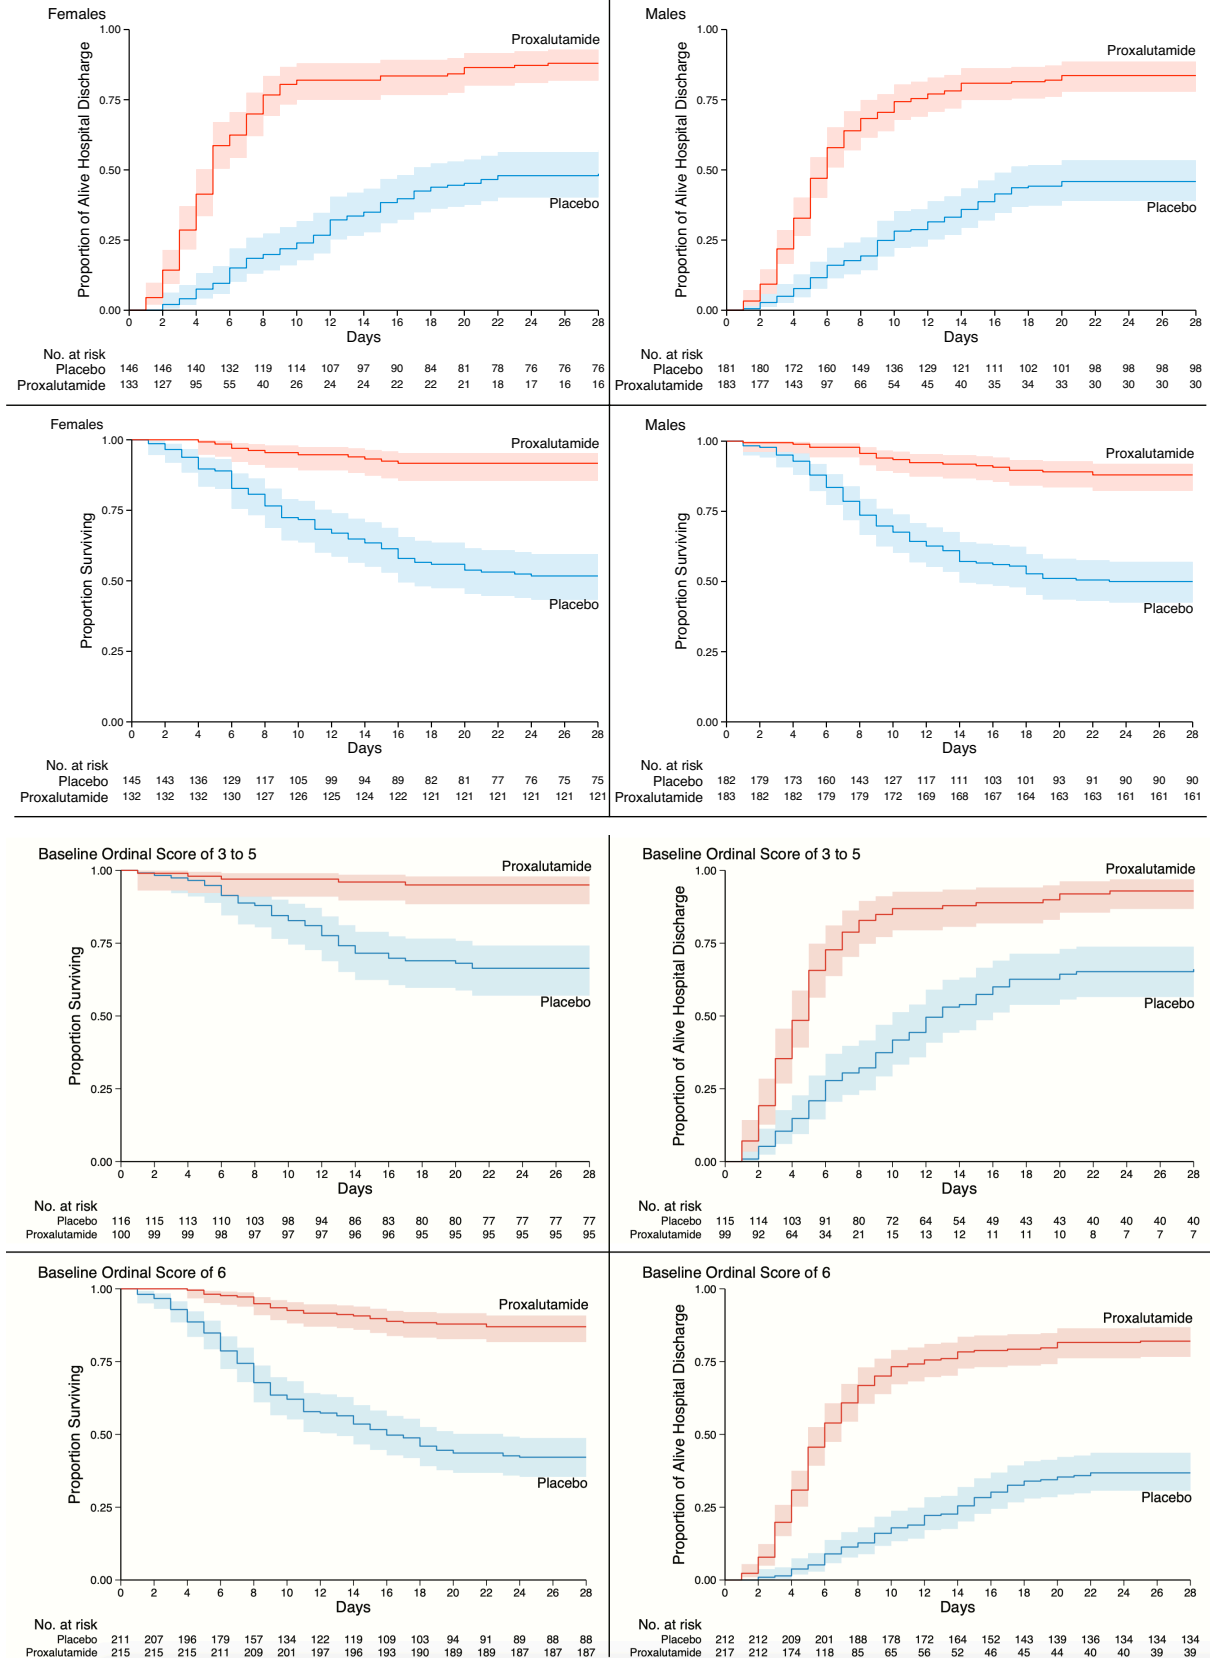 Females
1.00
0.75
0.50
0.25
0.00
Proportion of Alive Hospital Discharge
Proxalutamide
Placebo
0 2 4 6 8 10 12 14 16 18 20 22 24 26 28
Days
No. at risk
Placebo 146 146 140 132 119 114 107 97 90 84 81 78 76 76 76
Proxalutamide 133 127 95 55 40 26 24 24 22 22 21 18 17 16 16
Males
1.00
0.75
0.50
0.25
0.00
Proportion of Alive Hospital Discharge
Proxalutamide
Placebo
0 2 4 6 8 10 12 14 16 18 20 22 24 26 28
Days
No. at risk
Placebo 181 180 172 160 149 136 129 121 111 102 101 98 98 98 98
Proxalutamide 183 177 143 97 66 54 45 40 35 34 33 30 30 30 30
Females
1.00
0.75
0.50
0.25
0.00
Proportion Surviving
Proxalutamide
Placebo
0 2 4 6 8 10 12 14 16 18 20 22 24 26 28
Days
No. at risk
Placebo 145 143 136 129 117 105 99 94 89 82 81 77 76 75 75
Proxalutamide 132 132 132 130 127 126 125 124 122 121 121 121 121 121 121
Males
1.00
0.75
0.50
0.25
0.00
Proportion Surviving
Proxalutamide
Placebo
0 2 4 6 8 10 12 14 16 18 20 22 24 26 28
Days
No. at risk
Placebo 182 179 173 160 143 127 117 111 103 101 93 91 90 90 90
Proxalutamide 183 182 182 179 179 172 169 168 167 164 163 163 161 161 161
Baseline Ordinal Score of 3 to 5
1.00
0.75
0.50
0.25
0.00
Proportion Surviving
Proxalutamide
Placebo
0 2 4 6 8 10 12 14 16 18 20 22 24 26 28
Days
No. at risk
Placebo 116 115 113 110 103 98 94 86 83 80 80 77 77 77 77
Proxalutamide 100 99 99 98 97 97 97 96 96 95 95 95 95 95 95
Baseline Ordinal Score of 3 to 5
1.00
0.75
0.50
0.25
0.00
Proportion of Alive Hospital Discharge
Proxalutamide
Placebo
0 2 4 6 8 10 12 14 16 18 20 22 24 26 28
Days
No. at risk
Placebo 115 114 103 91 80 72 64 54 49 43 43 40 40 40 40
Proxalutamide 99 92 64 34 21 15 13 12 11 11 10 8 7 7 7
Baseline Ordinal Score of 6
1.00
0.75
0.50
0.25
0.00
Proportion Surviving
Proxalutamide
Placebo
0 2 4 6 8 10 12 14 16 18 20 22 24 26 28
Days
No. at risk
Placebo 211 207 196 179 157 134 122 119 109 103 94 91 89 88 88
Proxalutamide 215 215 215 211 209 201 197 196 193 190 189 189 187 187 187
Baseline Ordinal Score of 6
1.00
0.75
0.50
0.25
0.00
Proportion of Alive Hospital Discharge
Proxalutamide
Placebo
0 2 4 6 8 10 12 14 16 18 20 22 24 26 28
Days
No. at risk
Placebo 212 212 209 201 188 178 172 164 152 143 139 136 134 134 134
Proxalutamide 217 212 174 118 85 65 56 52 46 45 44 40 40 39 39